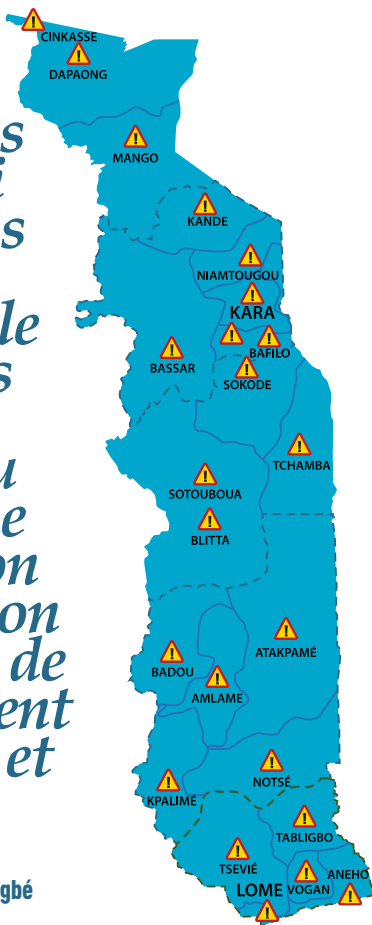 CINKASSE
DAPAONG
s
MANGO
i
s
KANDE
NIAMTOUGOU
KARA
le
BAFILO
BASSAR
s
SOKODE
u
TCHAMBA
SOTOUBOUA
e
BLITTA
on
on
ATAKPAMÉ
de
BADOU
AMLAME
ent
et
NOTSÉ
KPALIMÉ
TABLIGBO
TSEVIÉ
ANEHO
LOME
VOGAN
gbé